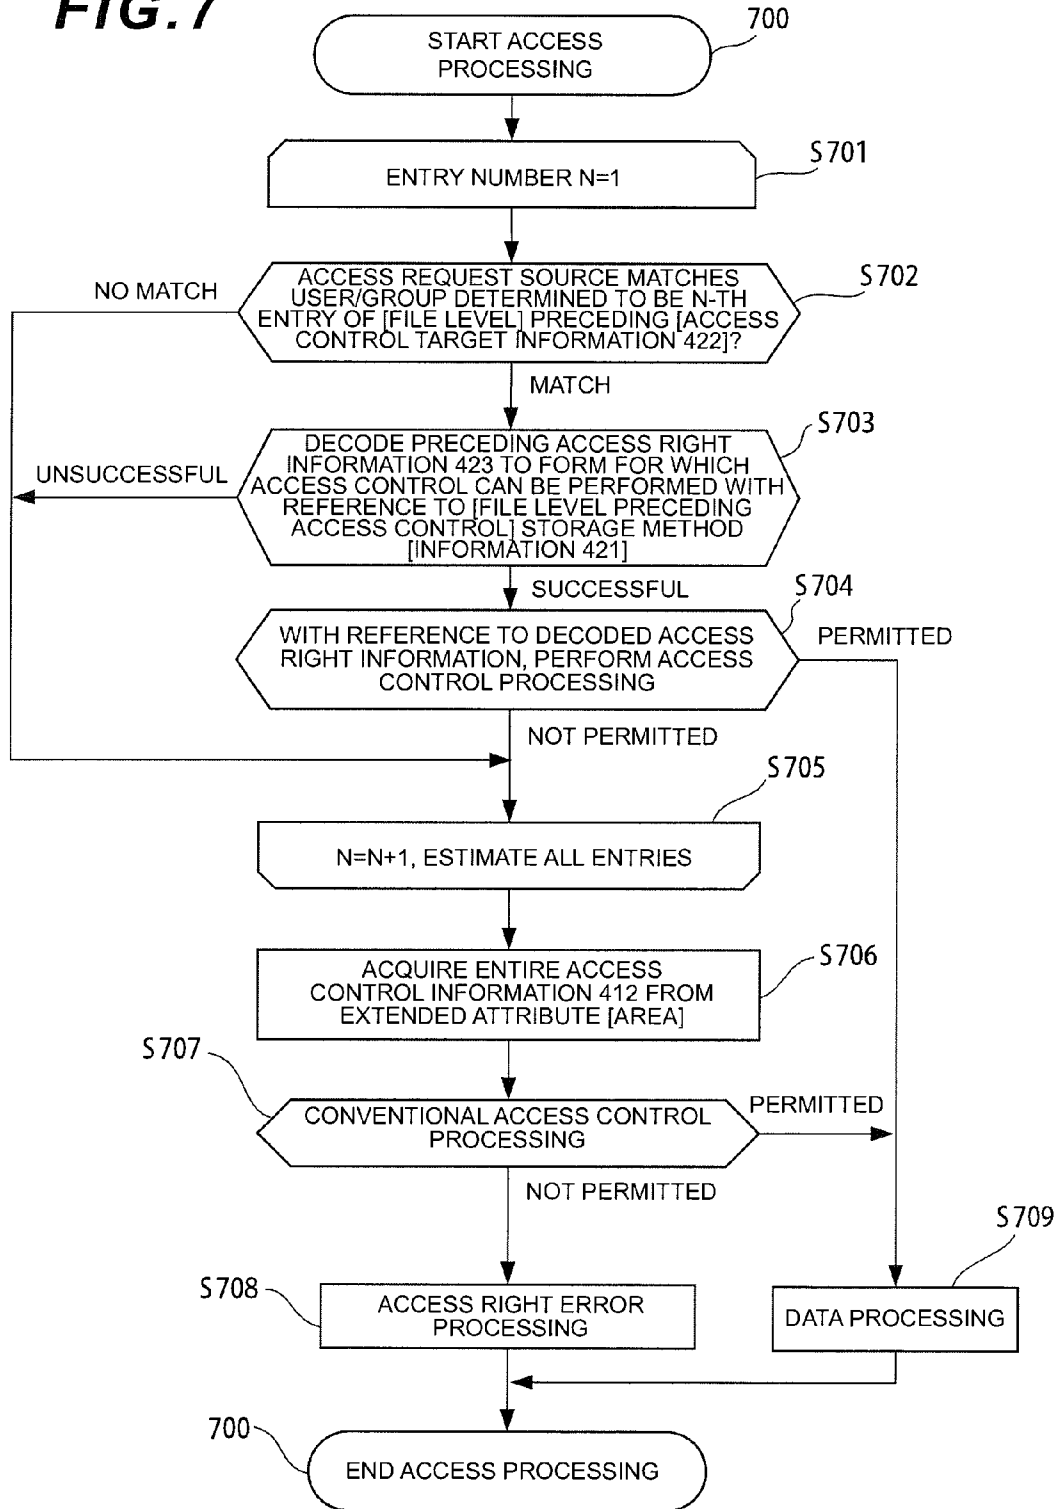 FIG. 7
START ACCESS
PROCESSING
700
ENTRY NUMBER N=1
S701
ACCESS REQUEST SOURCE MATCHES
USER/GROUP DETERMINED TO BE N-TH
ENTRY OF [FILE LEVEL] PRECEDING [ACCESS
CONTROL TARGET INFORMATION 422]?
S702
NO MATCH
MATCH
DECODE PRECEDING ACCESS RIGHT
INFORMATION 423 TO FORM FOR WHICH
ACCESS CONTROL CAN BE PERFORMED WITH
REFERENCE TO [FILE LEVEL PRECEDING
ACCESS CONTROL] STORAGE METHOD
[INFORMATION 421]
S703
UNSUCCESSFUL
SUCCESSFUL
WITH REFERENCE TO DECODED ACCESS
RIGHT INFORMATION, PERFORM ACCESS
CONTROL PROCESSING
S704
PERMITTED
NOT PERMITTED
S705
N=N+1, ESTIMATE ALL ENTRIES
ACQUIRE ENTIRE ACCESS
CONTROL INFORMATION 412 FROM
EXTENDED ATTRIBUTE [AREA]
S706
S707
CONVENTIONAL ACCESS CONTROL
PROCESSING
PERMITTED
NOT PERMITTED
S708
ACCESS RIGHT ERROR
PROCESSING
S709
DATA PROCESSING
700
END ACCESS PROCESSING